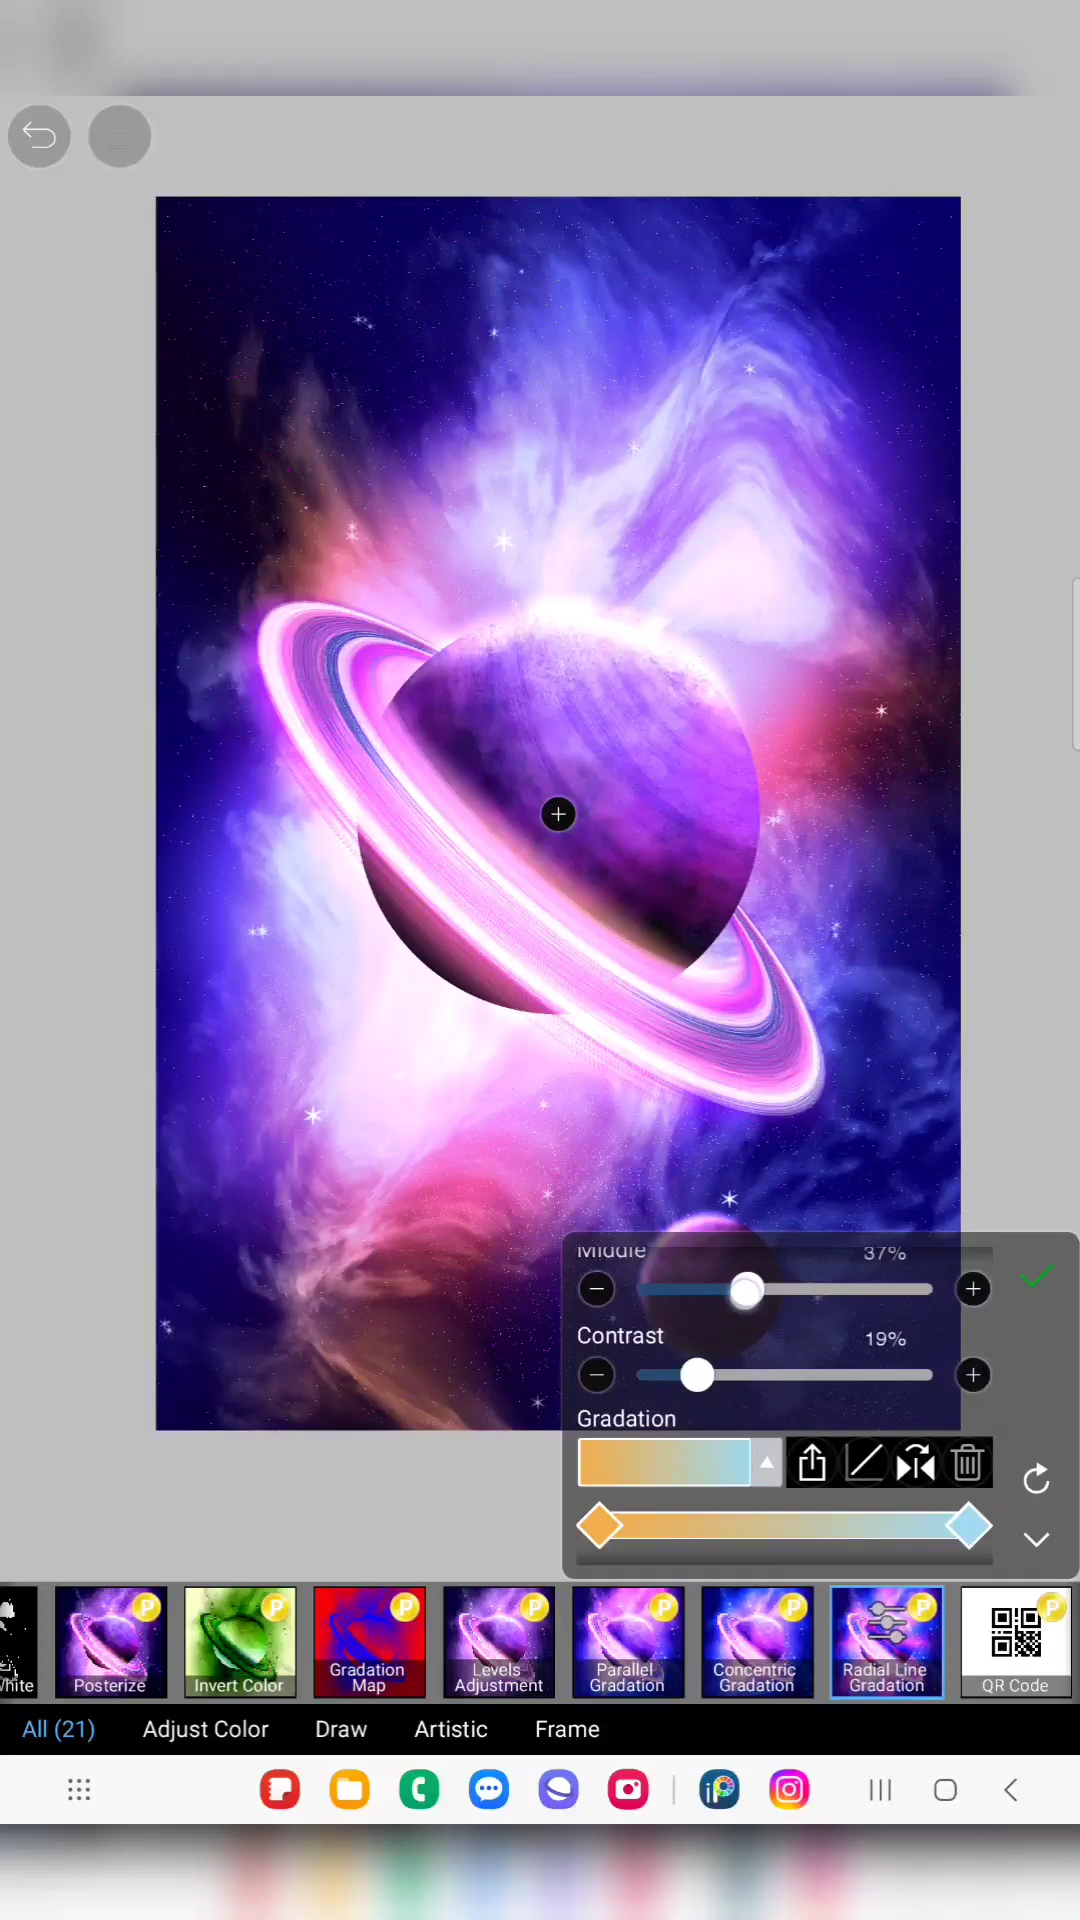 Middle 37%
Contrast 19%
Gradation
hite
Posterize
Invert Color
Gradation
Map
Levels
Adjustment
Parallel
Gradation
Concentric
Gradation
Radial Line
Gradation
QR Code
P P P P P P P P
All (21) Adjust Color Draw Artistic Frame
iP